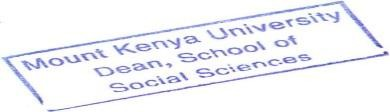 Mount Kenya University
Dean, School of
Social Sciences